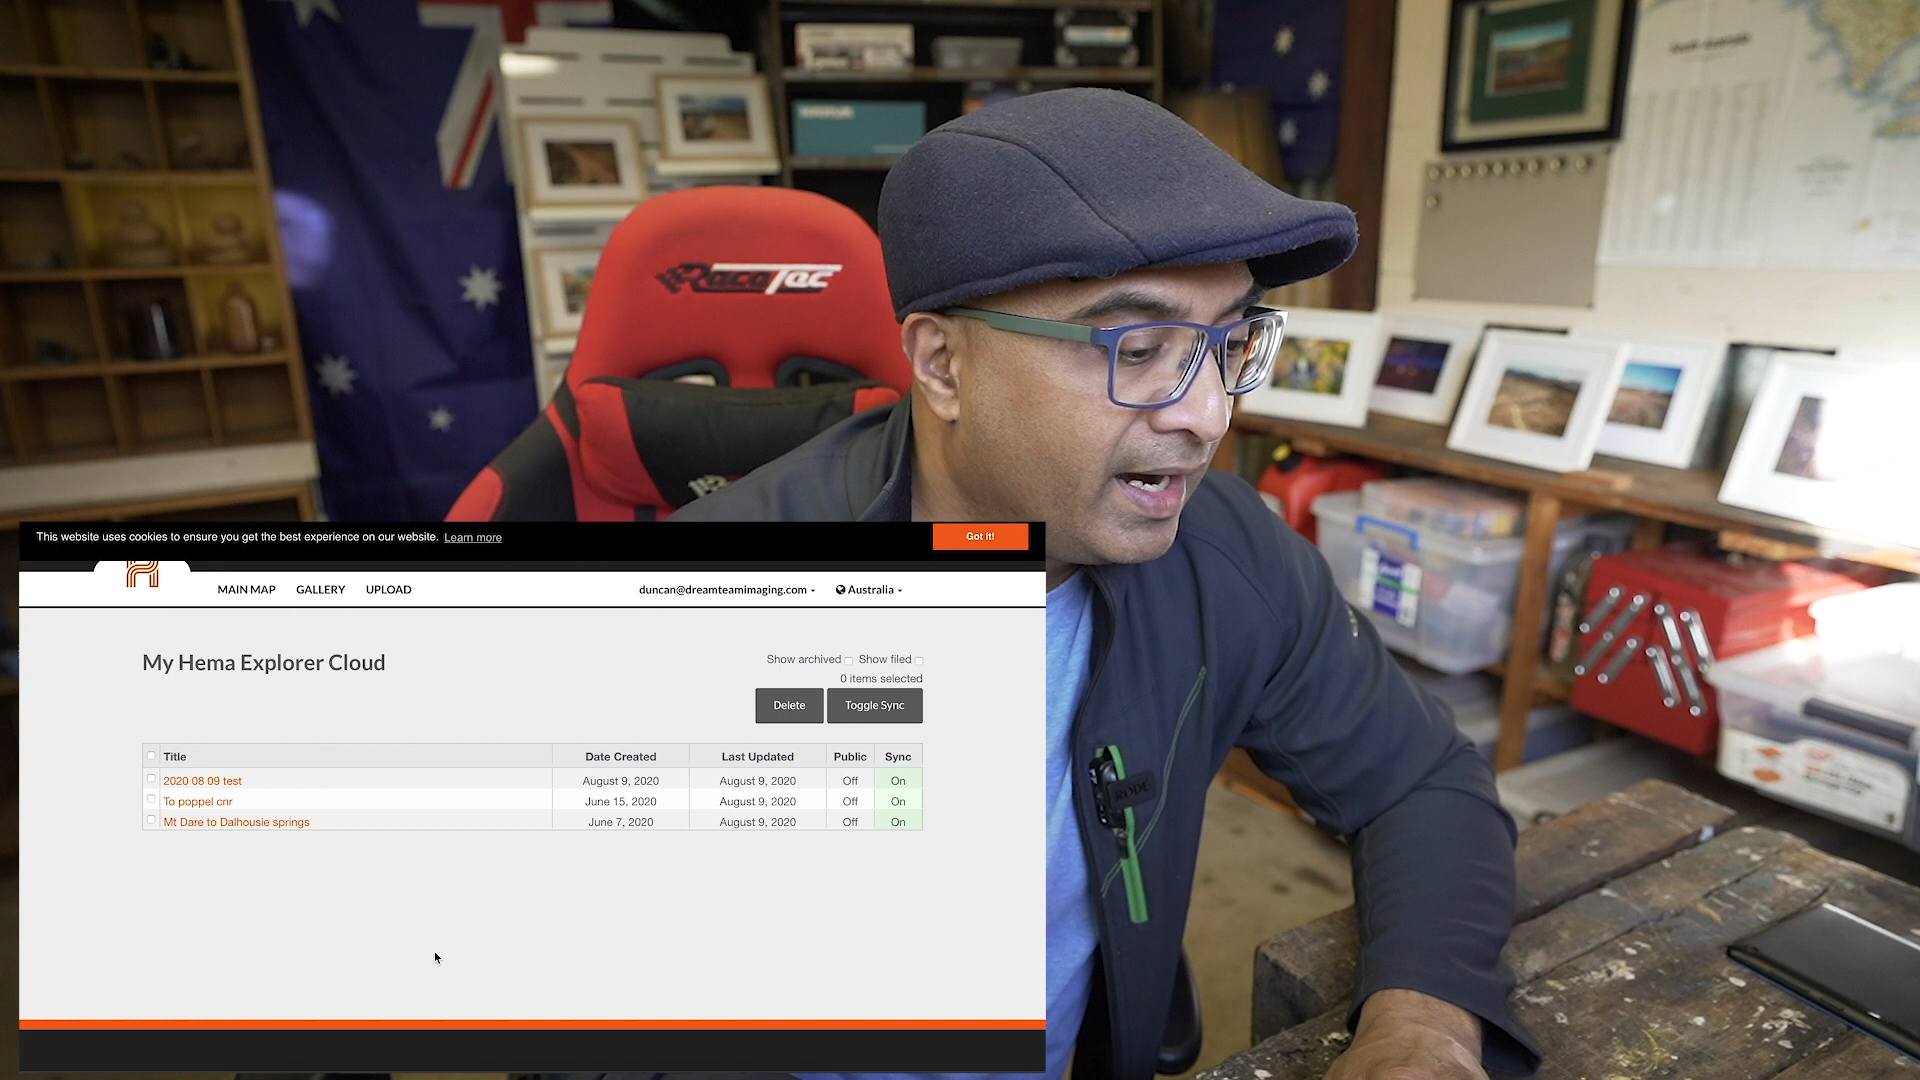 RaceTec
This website uses cookies to ensure you get the best experience on our website. Learn more
Got it!
MAIN MAP GALLERY UPLOAD
duncan@dreamteamimaging.com
Australia
My Hema Explorer Cloud
Show archived Show filed
0 items selected
Delete Toggle Sync
Title Date Created Last Updated Public Sync
2020 08 09 test August 9, 2020 August 9, 2020 Off On
To poppel cnr June 15, 2020 August 9, 2020 Off On
Mt Dare to Dalhousie springs June 7, 2020 August 9, 2020 Off On
RODE